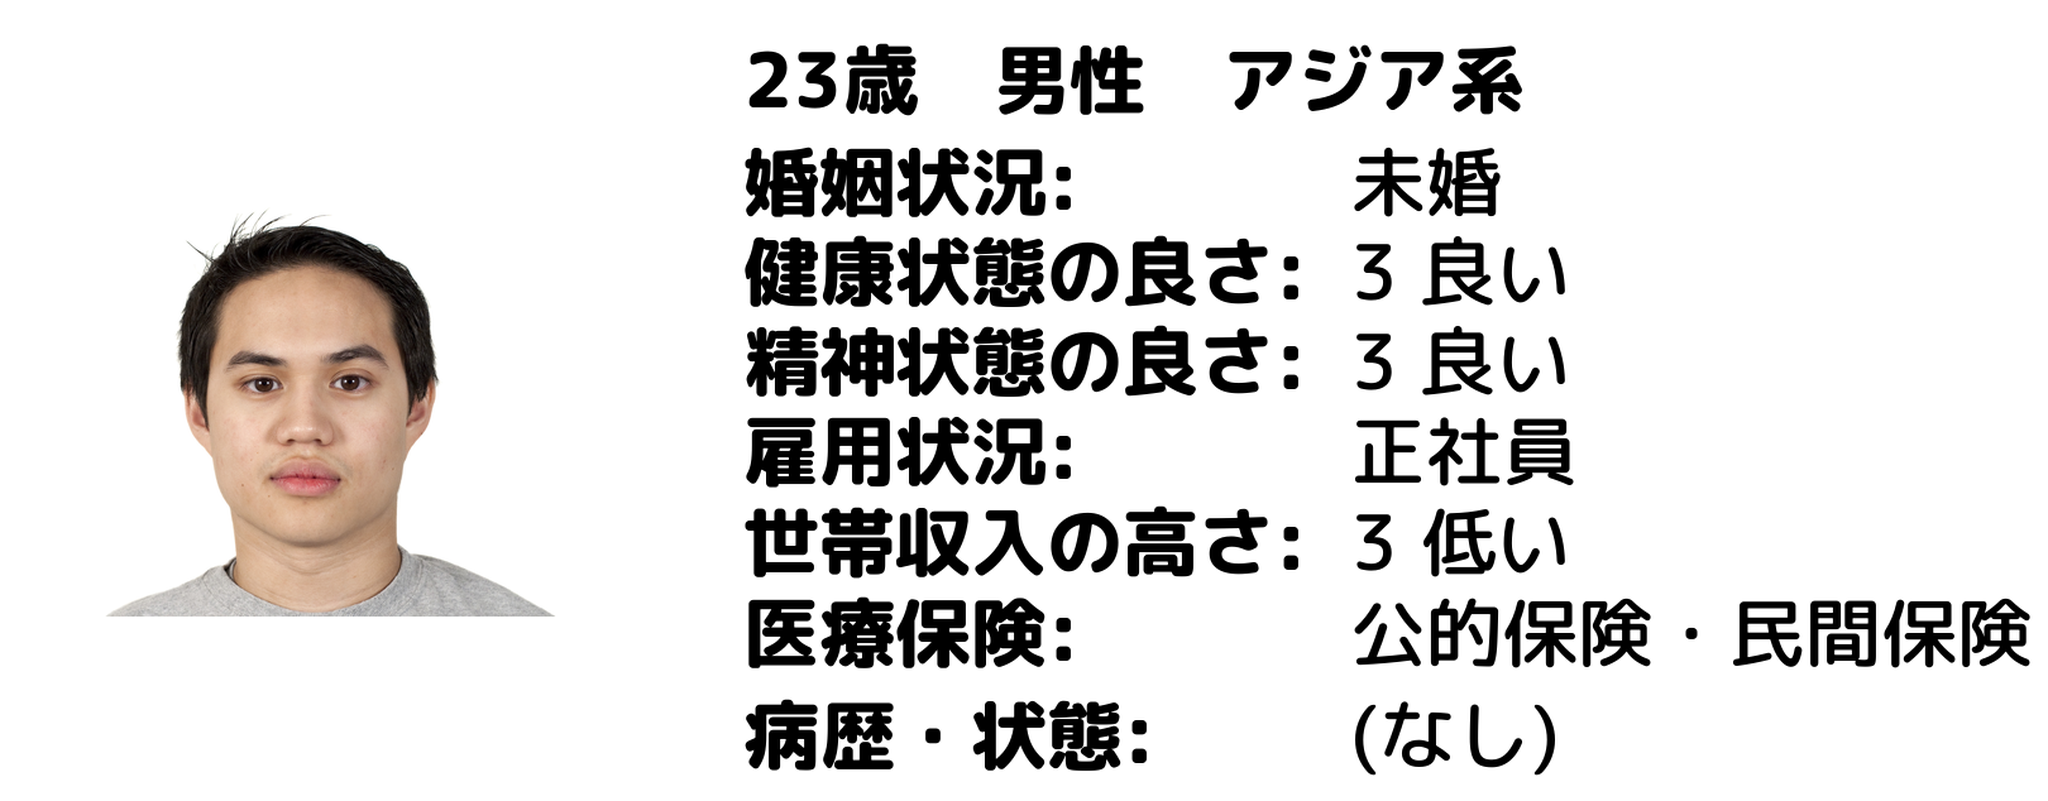 23歳　男性　アジア系
婚姻状況: 未婚
健康状態の良さ: 3 良い
精神状態の良さ: 3 良い
雇用状況: 正社員
世帯収入の高さ: 3 低い
医療保険: 公的保険・民間保険
病歴・状態: (なし)